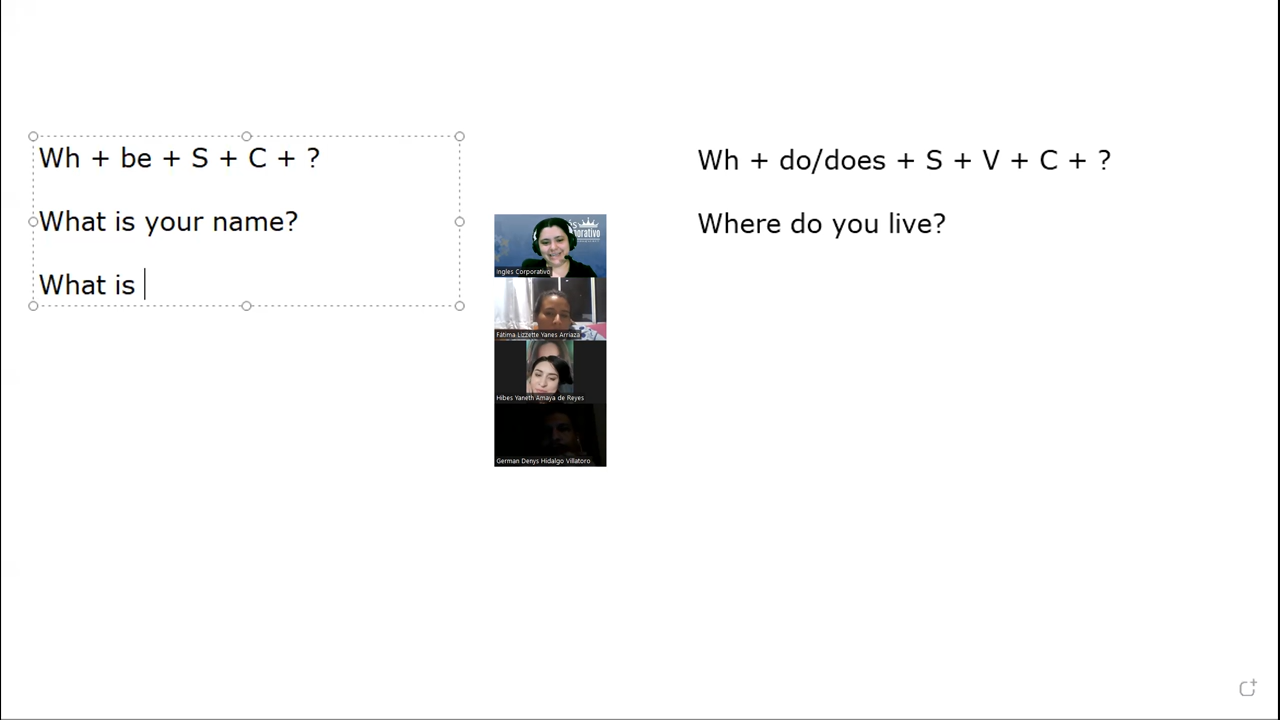 Wh + be + S + C + ?
What is your name?
What is
Wh + do/does + S + V + C + ?
Where do you live?
Ingles Corporativo
Fátima Lizzette Yanes Arriaza
Hibes Yaneth Amaya de Reyes
German Denys Hidalgo Villatoro